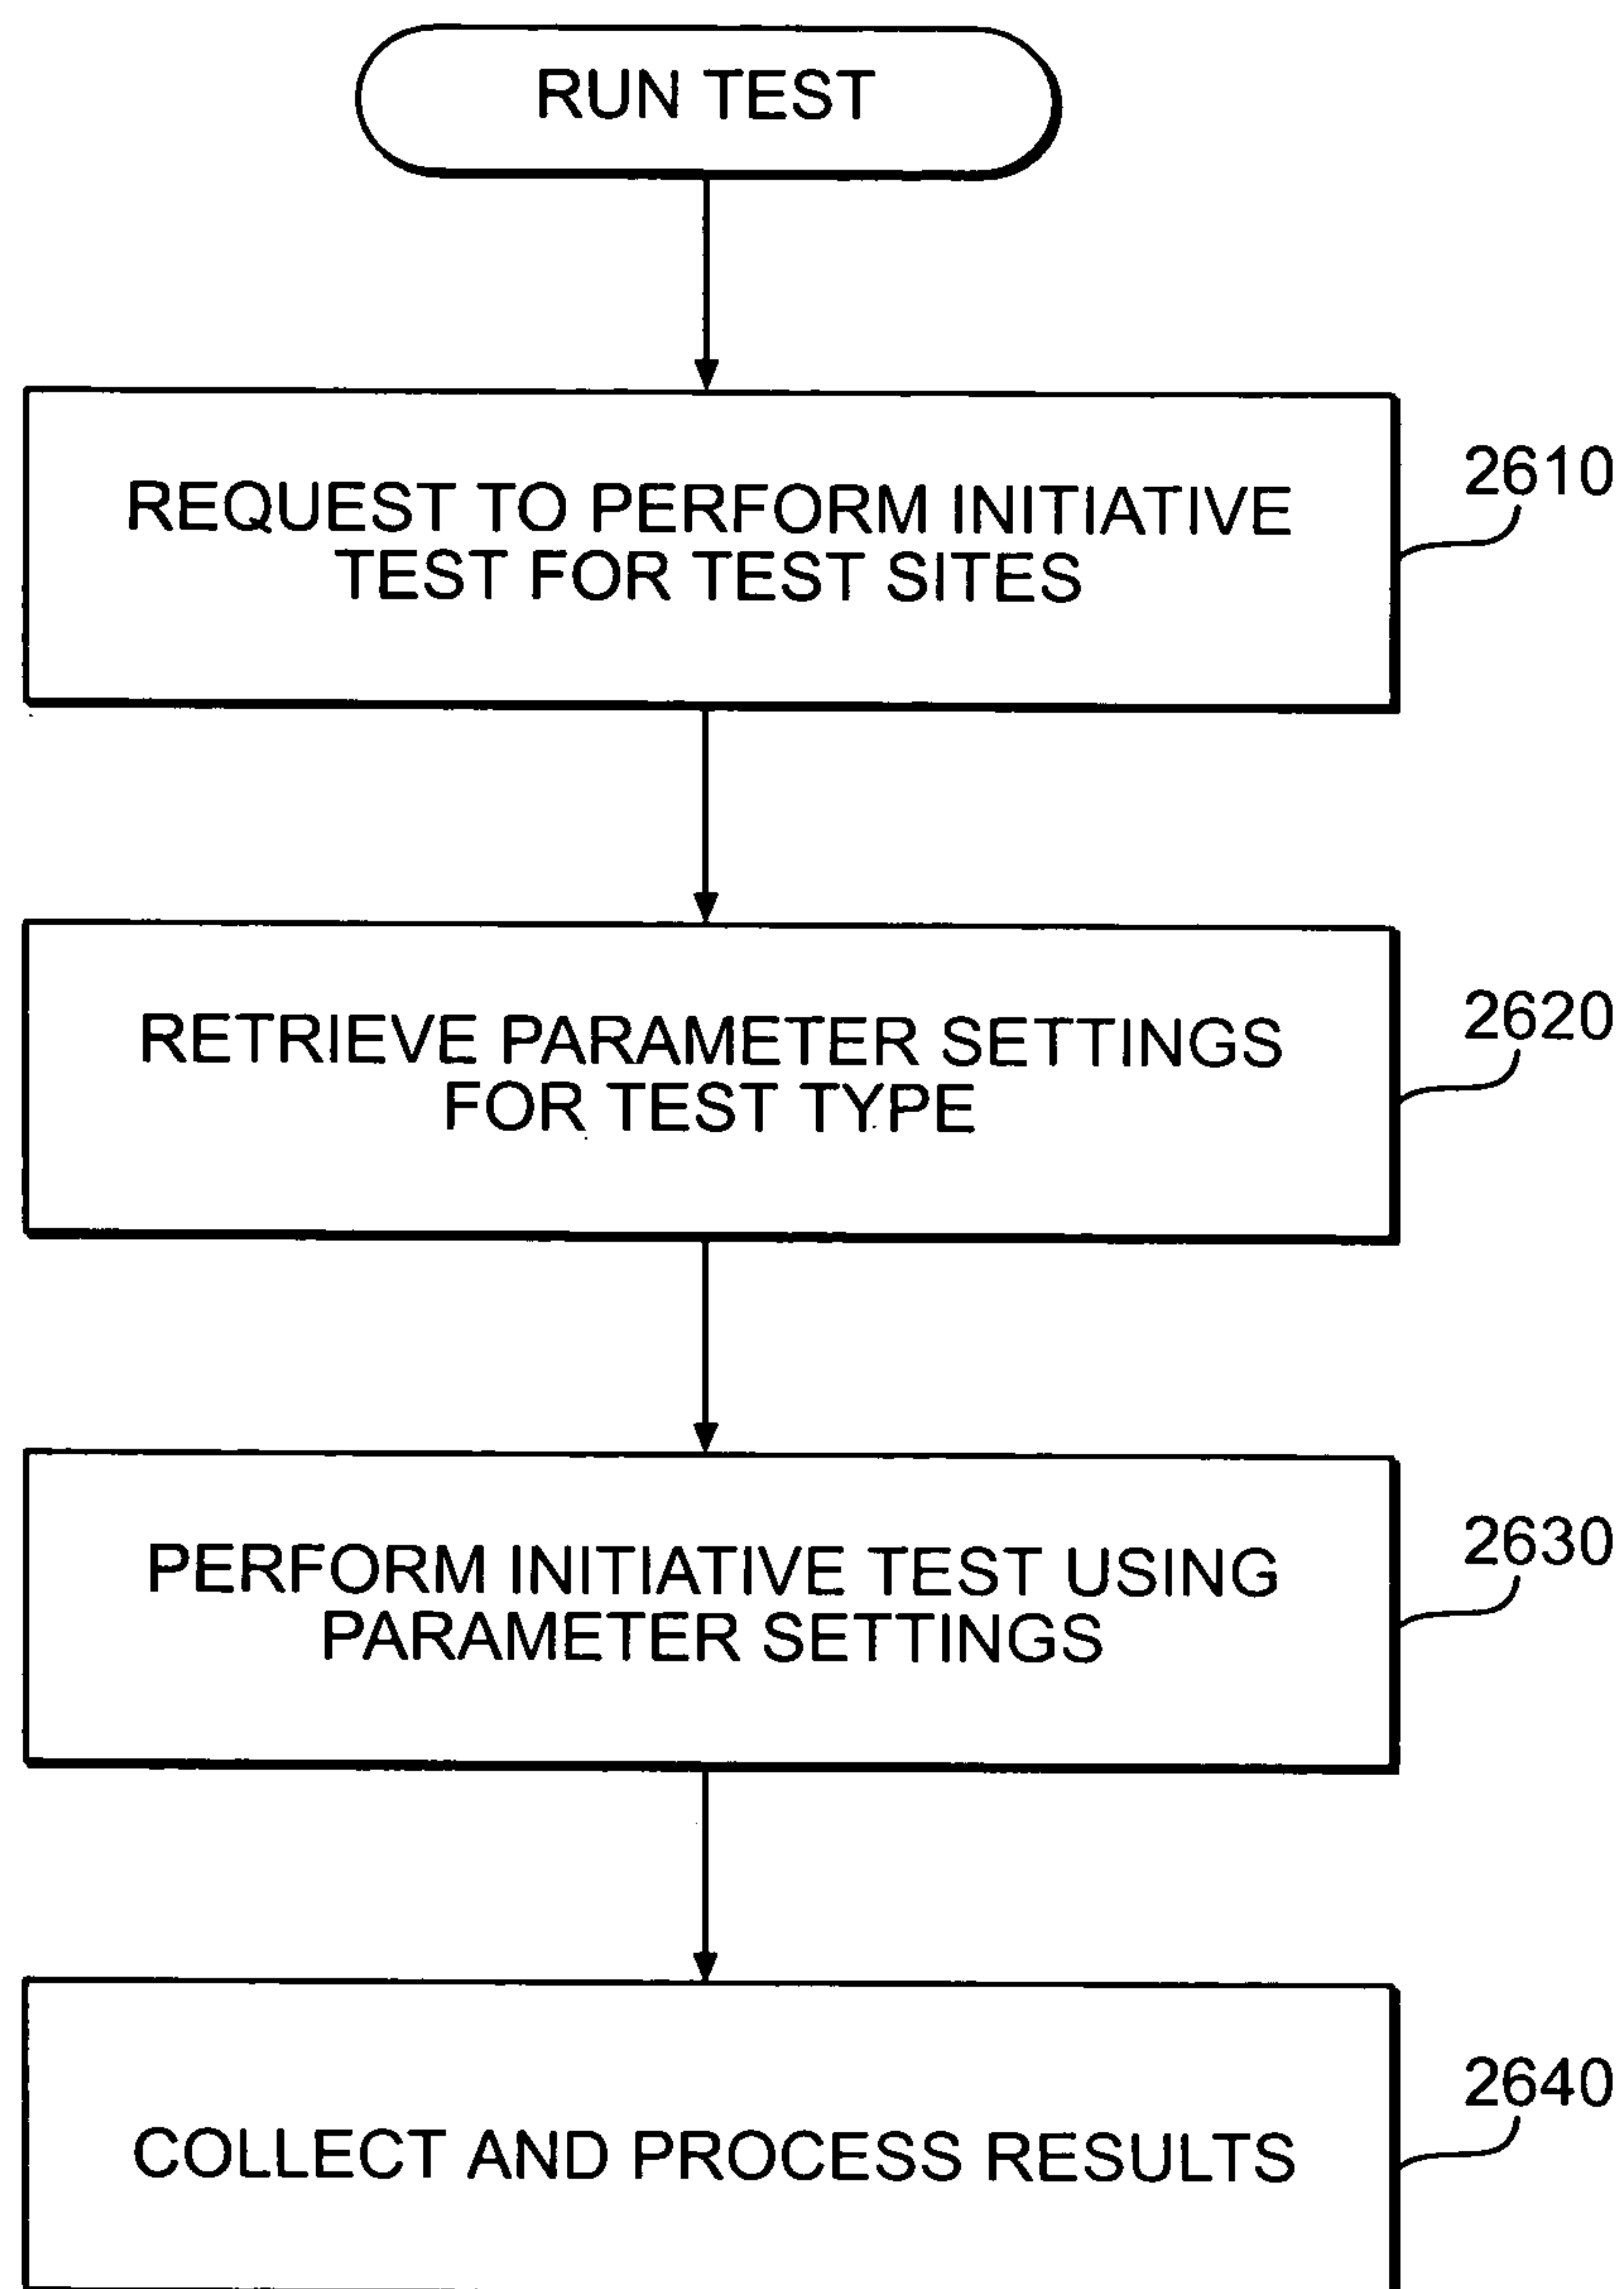 RUN TEST
REQUEST TO PERFORM INITIATIVE
TEST FOR TEST SITES
2610
RETRIEVE PARAMETER SETTINGS
FOR TEST TYPE
2620
PERFORM INITIATIVE TEST USING
PARAMETER SETTINGS
2630
COLLECT AND PROCESS RESULTS
2640